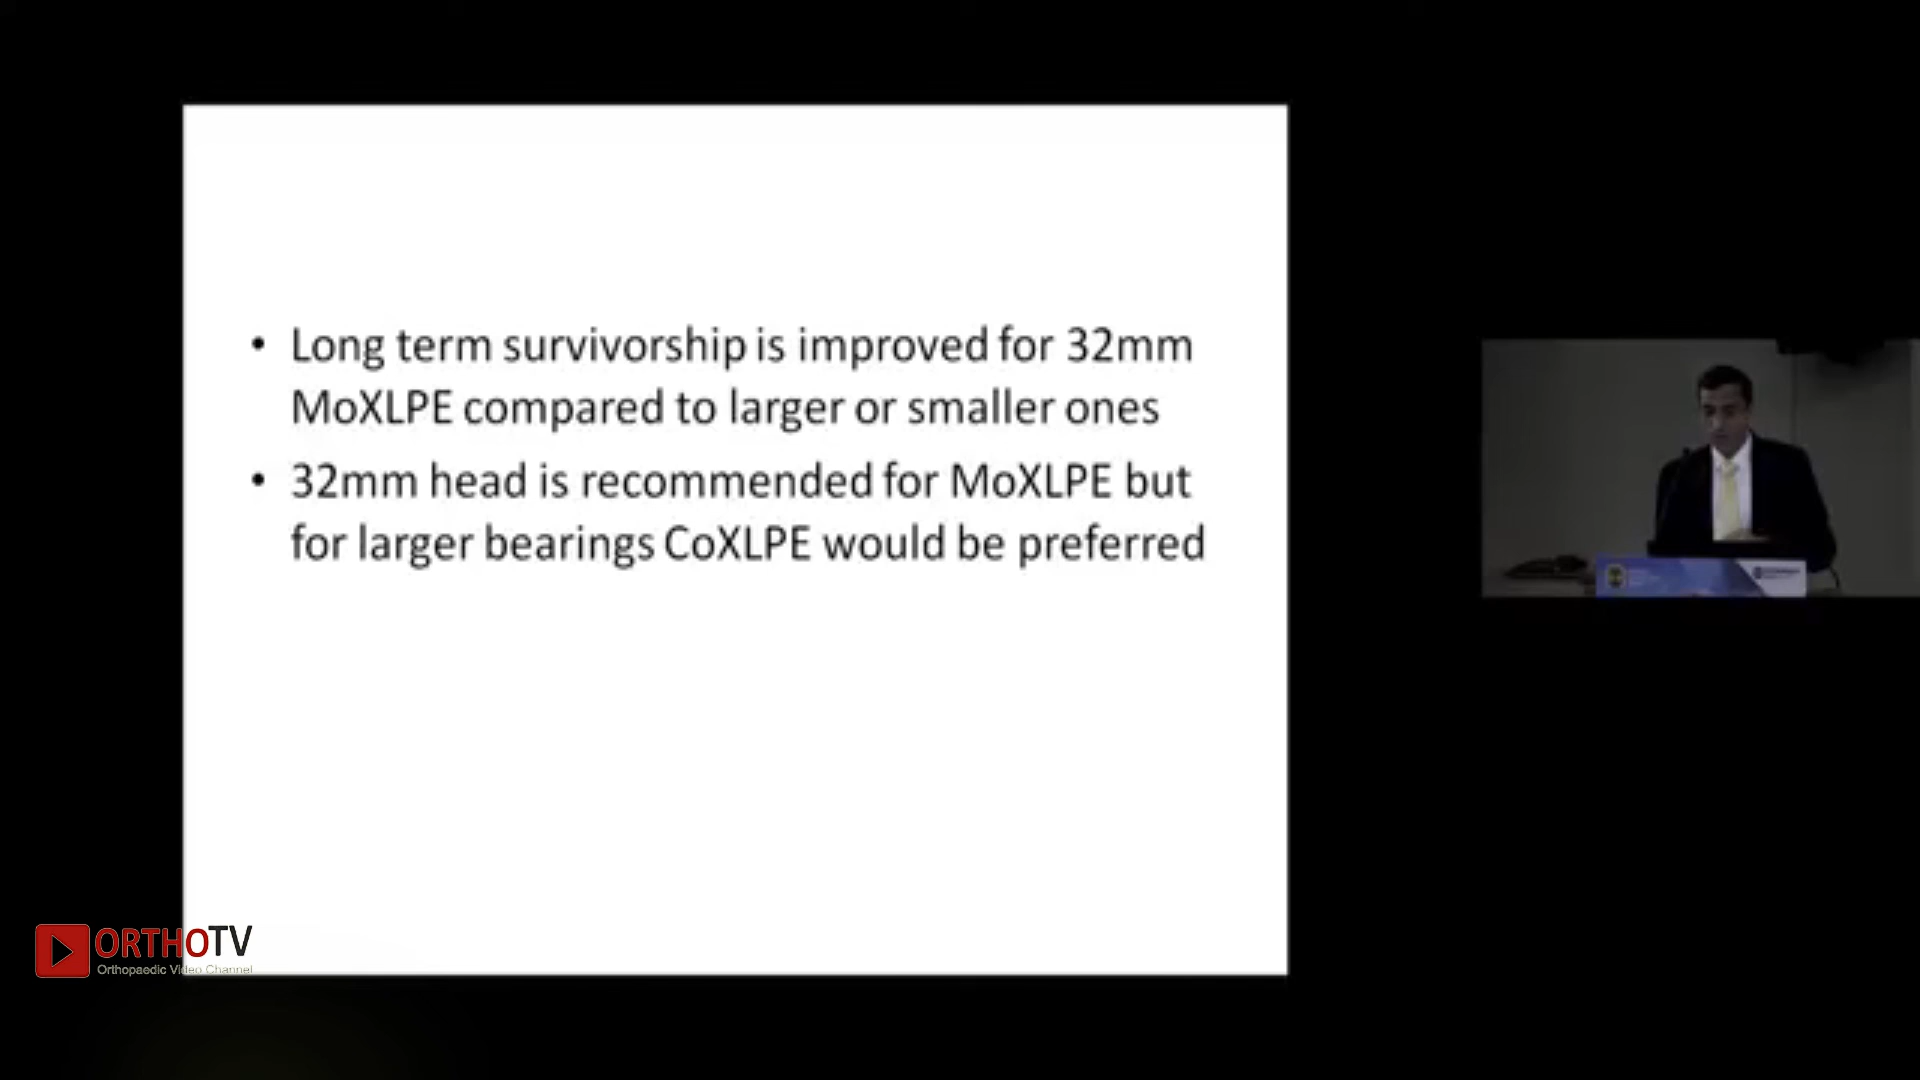 • Long term survivorship is improved for 32mm
MoXLPE compared to larger or smaller ones
• 32mm head is recommended for MoXLPE but
for larger bearings CoXLPE would be preferred
ORTHOTV
Orthopaedic Video Channel